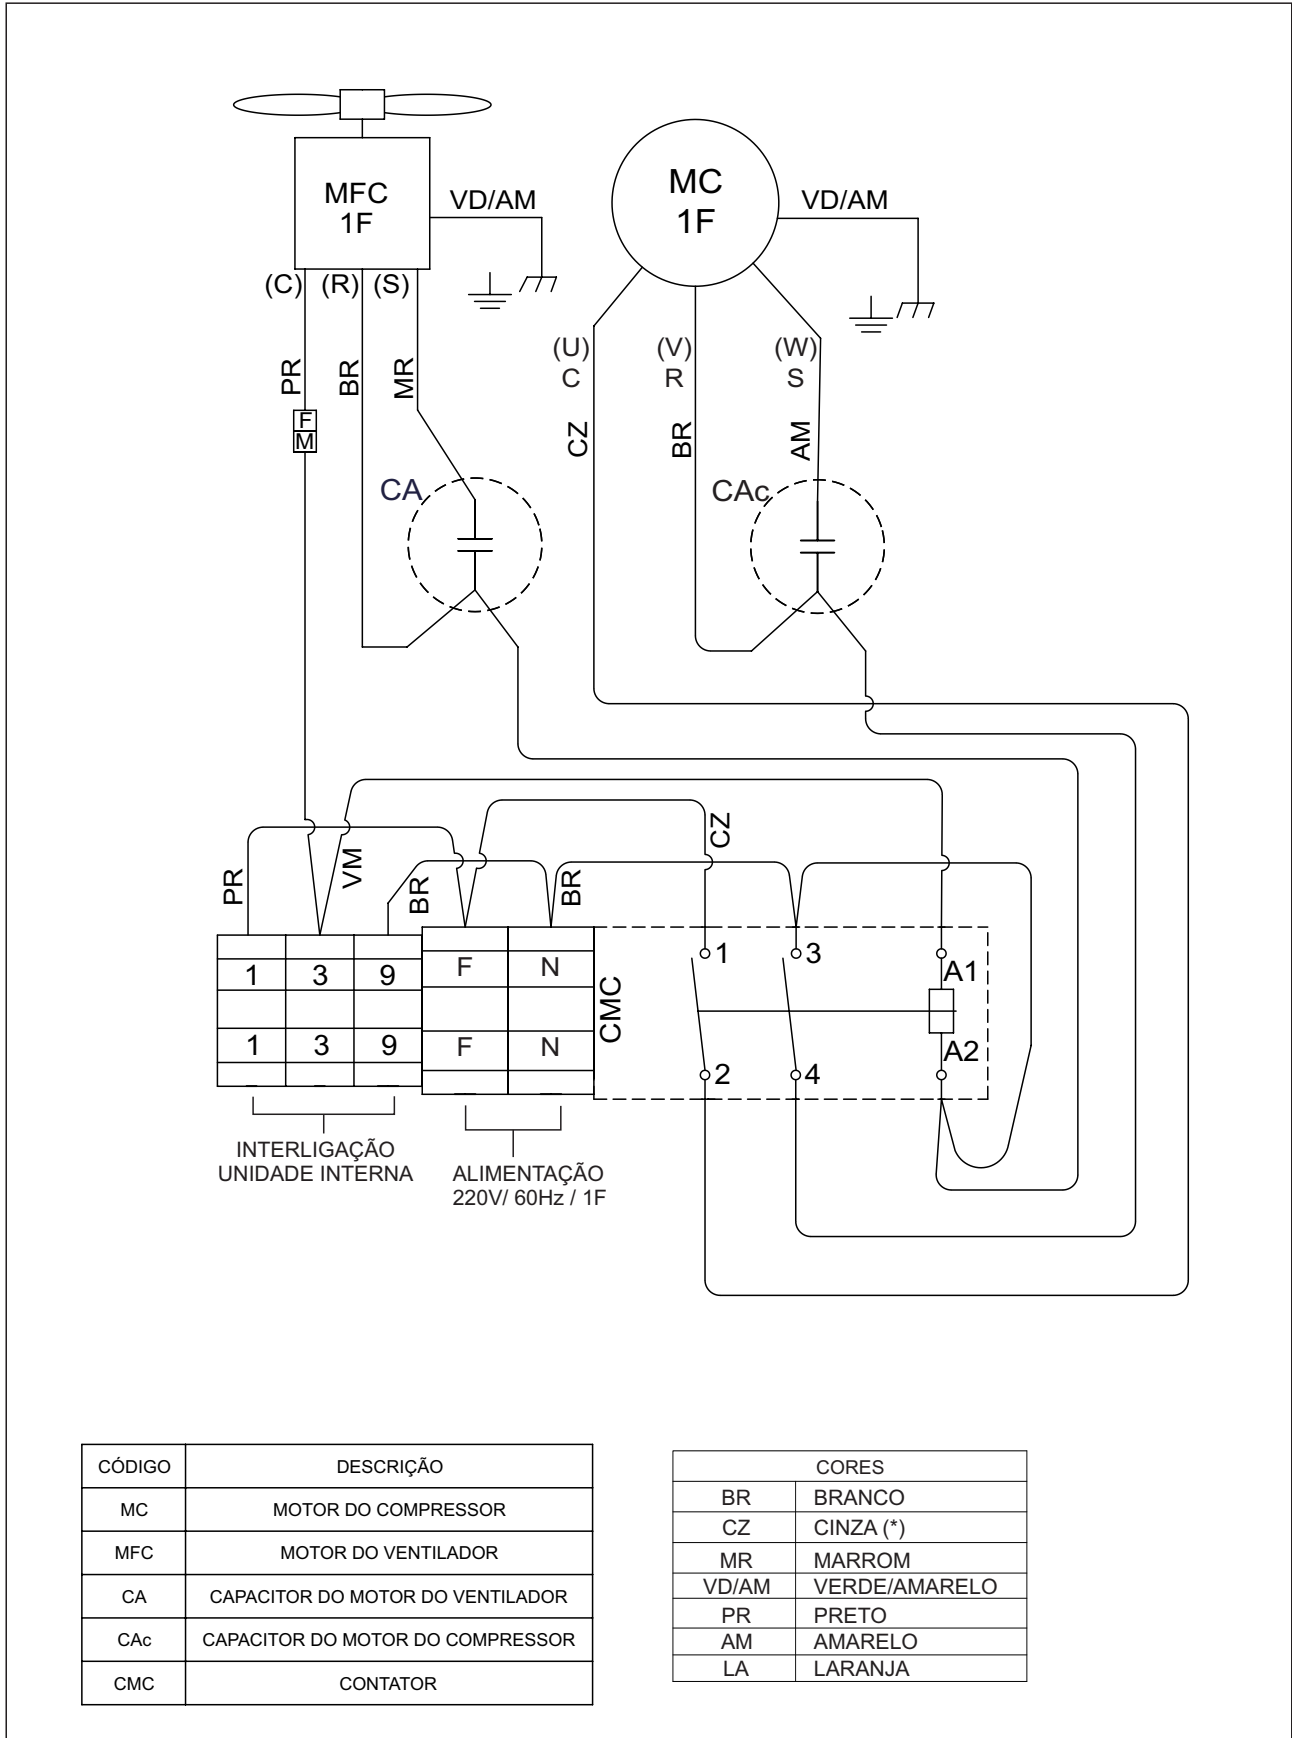 MFC
1F
VD/AM
MC
1F
VD/AM
(C) (R) (S)
PR
BR
MR
(U)
C
(V)
R
(W)
S
F
M
CZ
BR
AM
CA
CAc
PR
VM
BR
BR
CZ
1 3 9 F N
1 3 9 F N
CMC
1
3
A1
2
4
A2
INTERLIGAÇÃO
UNIDADE INTERNA
ALIMENTAÇÃO
220V/ 60Hz / 1F
CÓDIGO DESCRIÇÃO
MC MOTOR DO COMPRESSOR
MFC MOTOR DO VENTILADOR
CA CAPACITOR DO MOTOR DO VENTILADOR
CAc CAPACITOR DO MOTOR DO COMPRESSOR
CMC CONTATOR
CORES
BR BRANCO
CZ CINZA (*)
MR MARROM
VD/AM VERDE/AMARELO
PR PRETO
AM AMARELO
LA LARANJA